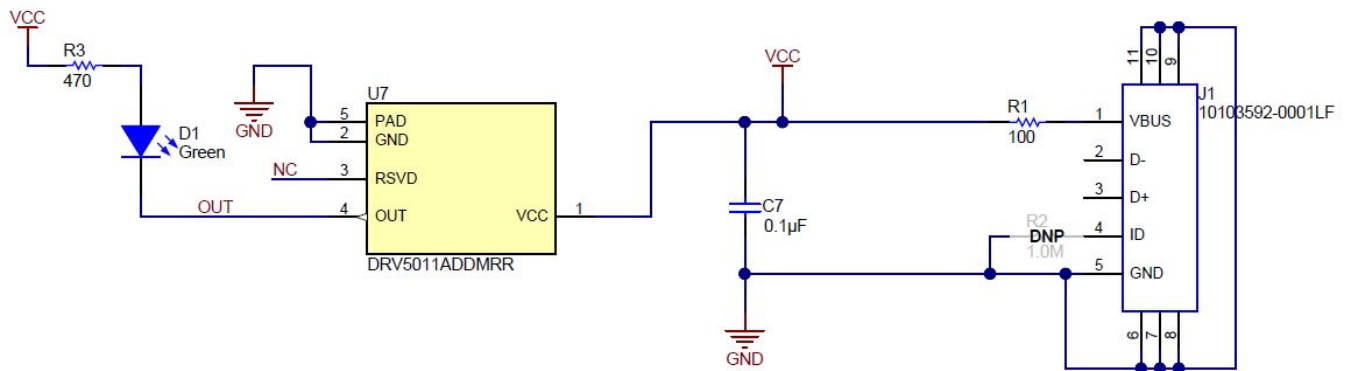 VCC
R3
470
D1
Green
OUT
GND
NC
U7
5
PAD
2
GND
3
RSVD
4
OUT
VCC
1
DRV5011ADDMRR
VCC
C7
0.1µF
GND
R1
100
R2
DNP
1.0M
11
10
9
J1
10103592-0001LF
1
VBUS
2
D-
3
D+
4
ID
5
GND
6
7
8